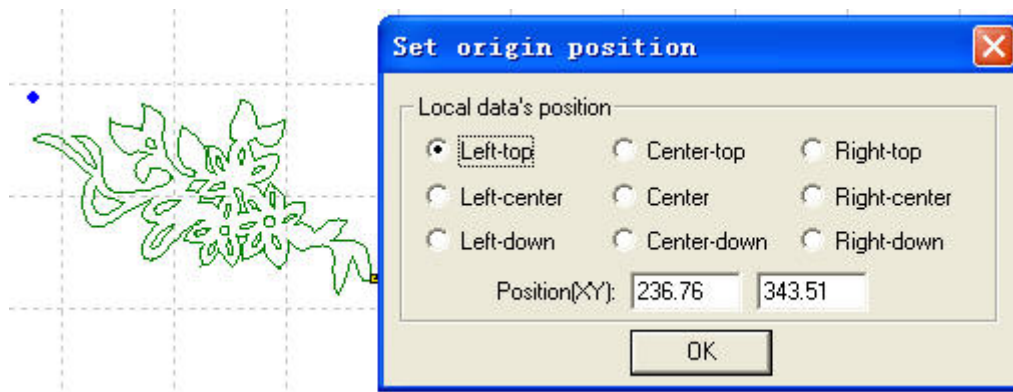 Set origin position
Local data's position
Left-top Center-top Right-top
Left-center Center Right-center
Left-down Center-down Right-down
Position(XY): 236.76 343.51
OK